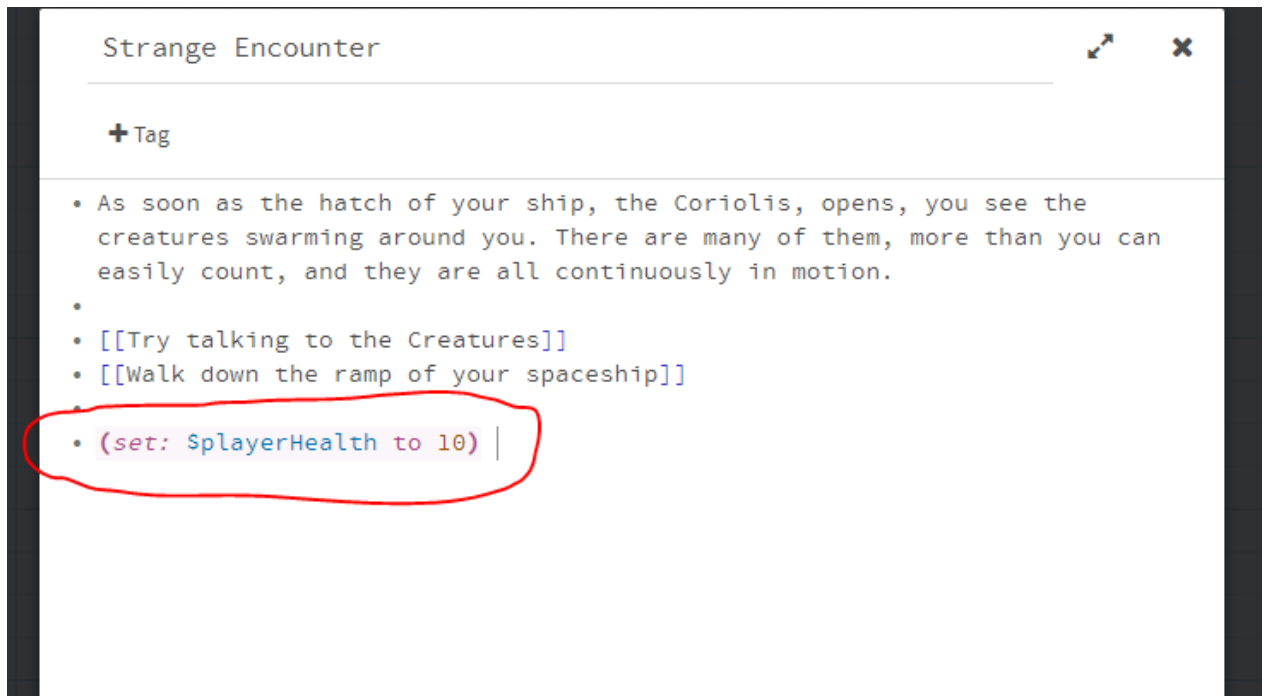 Strange Encounter
+ Tag
• As soon as the hatch of your ship, the Coriolis, opens, you see the
creatures swarming around you. There are many of them, more than you can
easily count, and they are all continuously in motion.
•
• [[Try talking to the Creatures]]
• [[Walk down the ramp of your spaceship]]
•
• (set: $playerHealth to 10)